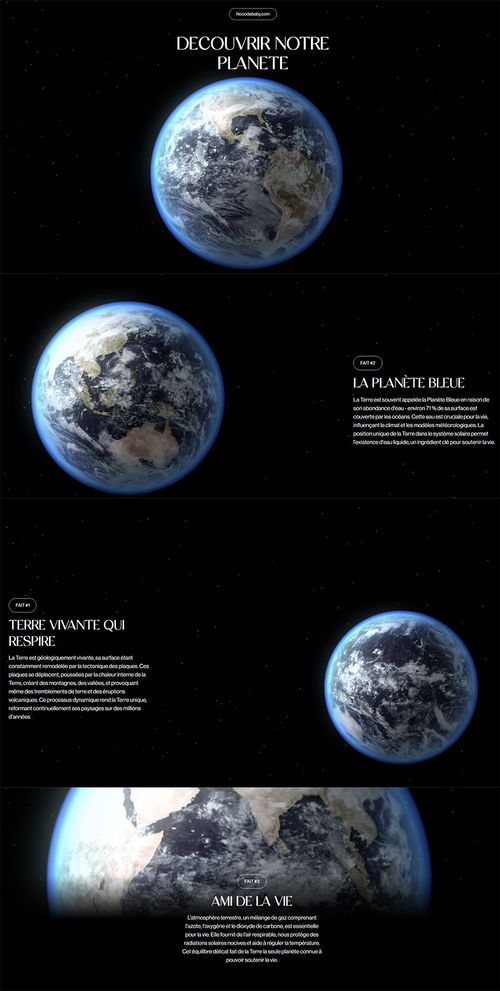 Nocodebaby.com
DECOUVRIR NOTRE
PLANETE
FAIT #2
LA PLANÈTE BLEUE
La Terre est souvent appelée la Planète Bleue en raison de
son abondance d'eau - environ 71 % de sa surface est
couverte par les océans. Cette eau est cruciale pour la vie,
influençant le climat et les modèles météorologiques. La
position unique de la Terre dans le système solaire permet
l'existence d'eau liquide, un ingrédient clé pour soutenir la vie.
FAIT #1
TERRE VIVANTE QUI
RESPIRE
La Terre est géologiquement vivante, sa surface étant
constamment remodelée par la tectonique des plaques. Ces
plaques se déplacent, poussées par la chaleur interne de la
Terre, créant des montagnes, des vallées, et provoquant
même des tremblements de terre et des éruptions
volcaniques. Ce processus dynamique rend la Terre unique,
reformant continuellement ses paysages sur des millions
d'années
FAIT #3
AMI DE LA VIE
L'atmosphère terrestre, un mélange de gaz comprenant
l'azote, l'oxygène et le dioxyde de carbone, est essentielle
pour la vie. Elle fournit de l'air respirable, nous protège des
radiations solaires nocives et aide à réguler la température.
Cet équilibre délicat fait de la Terre la seule planète connue à
pouvoir soutenir la vie.